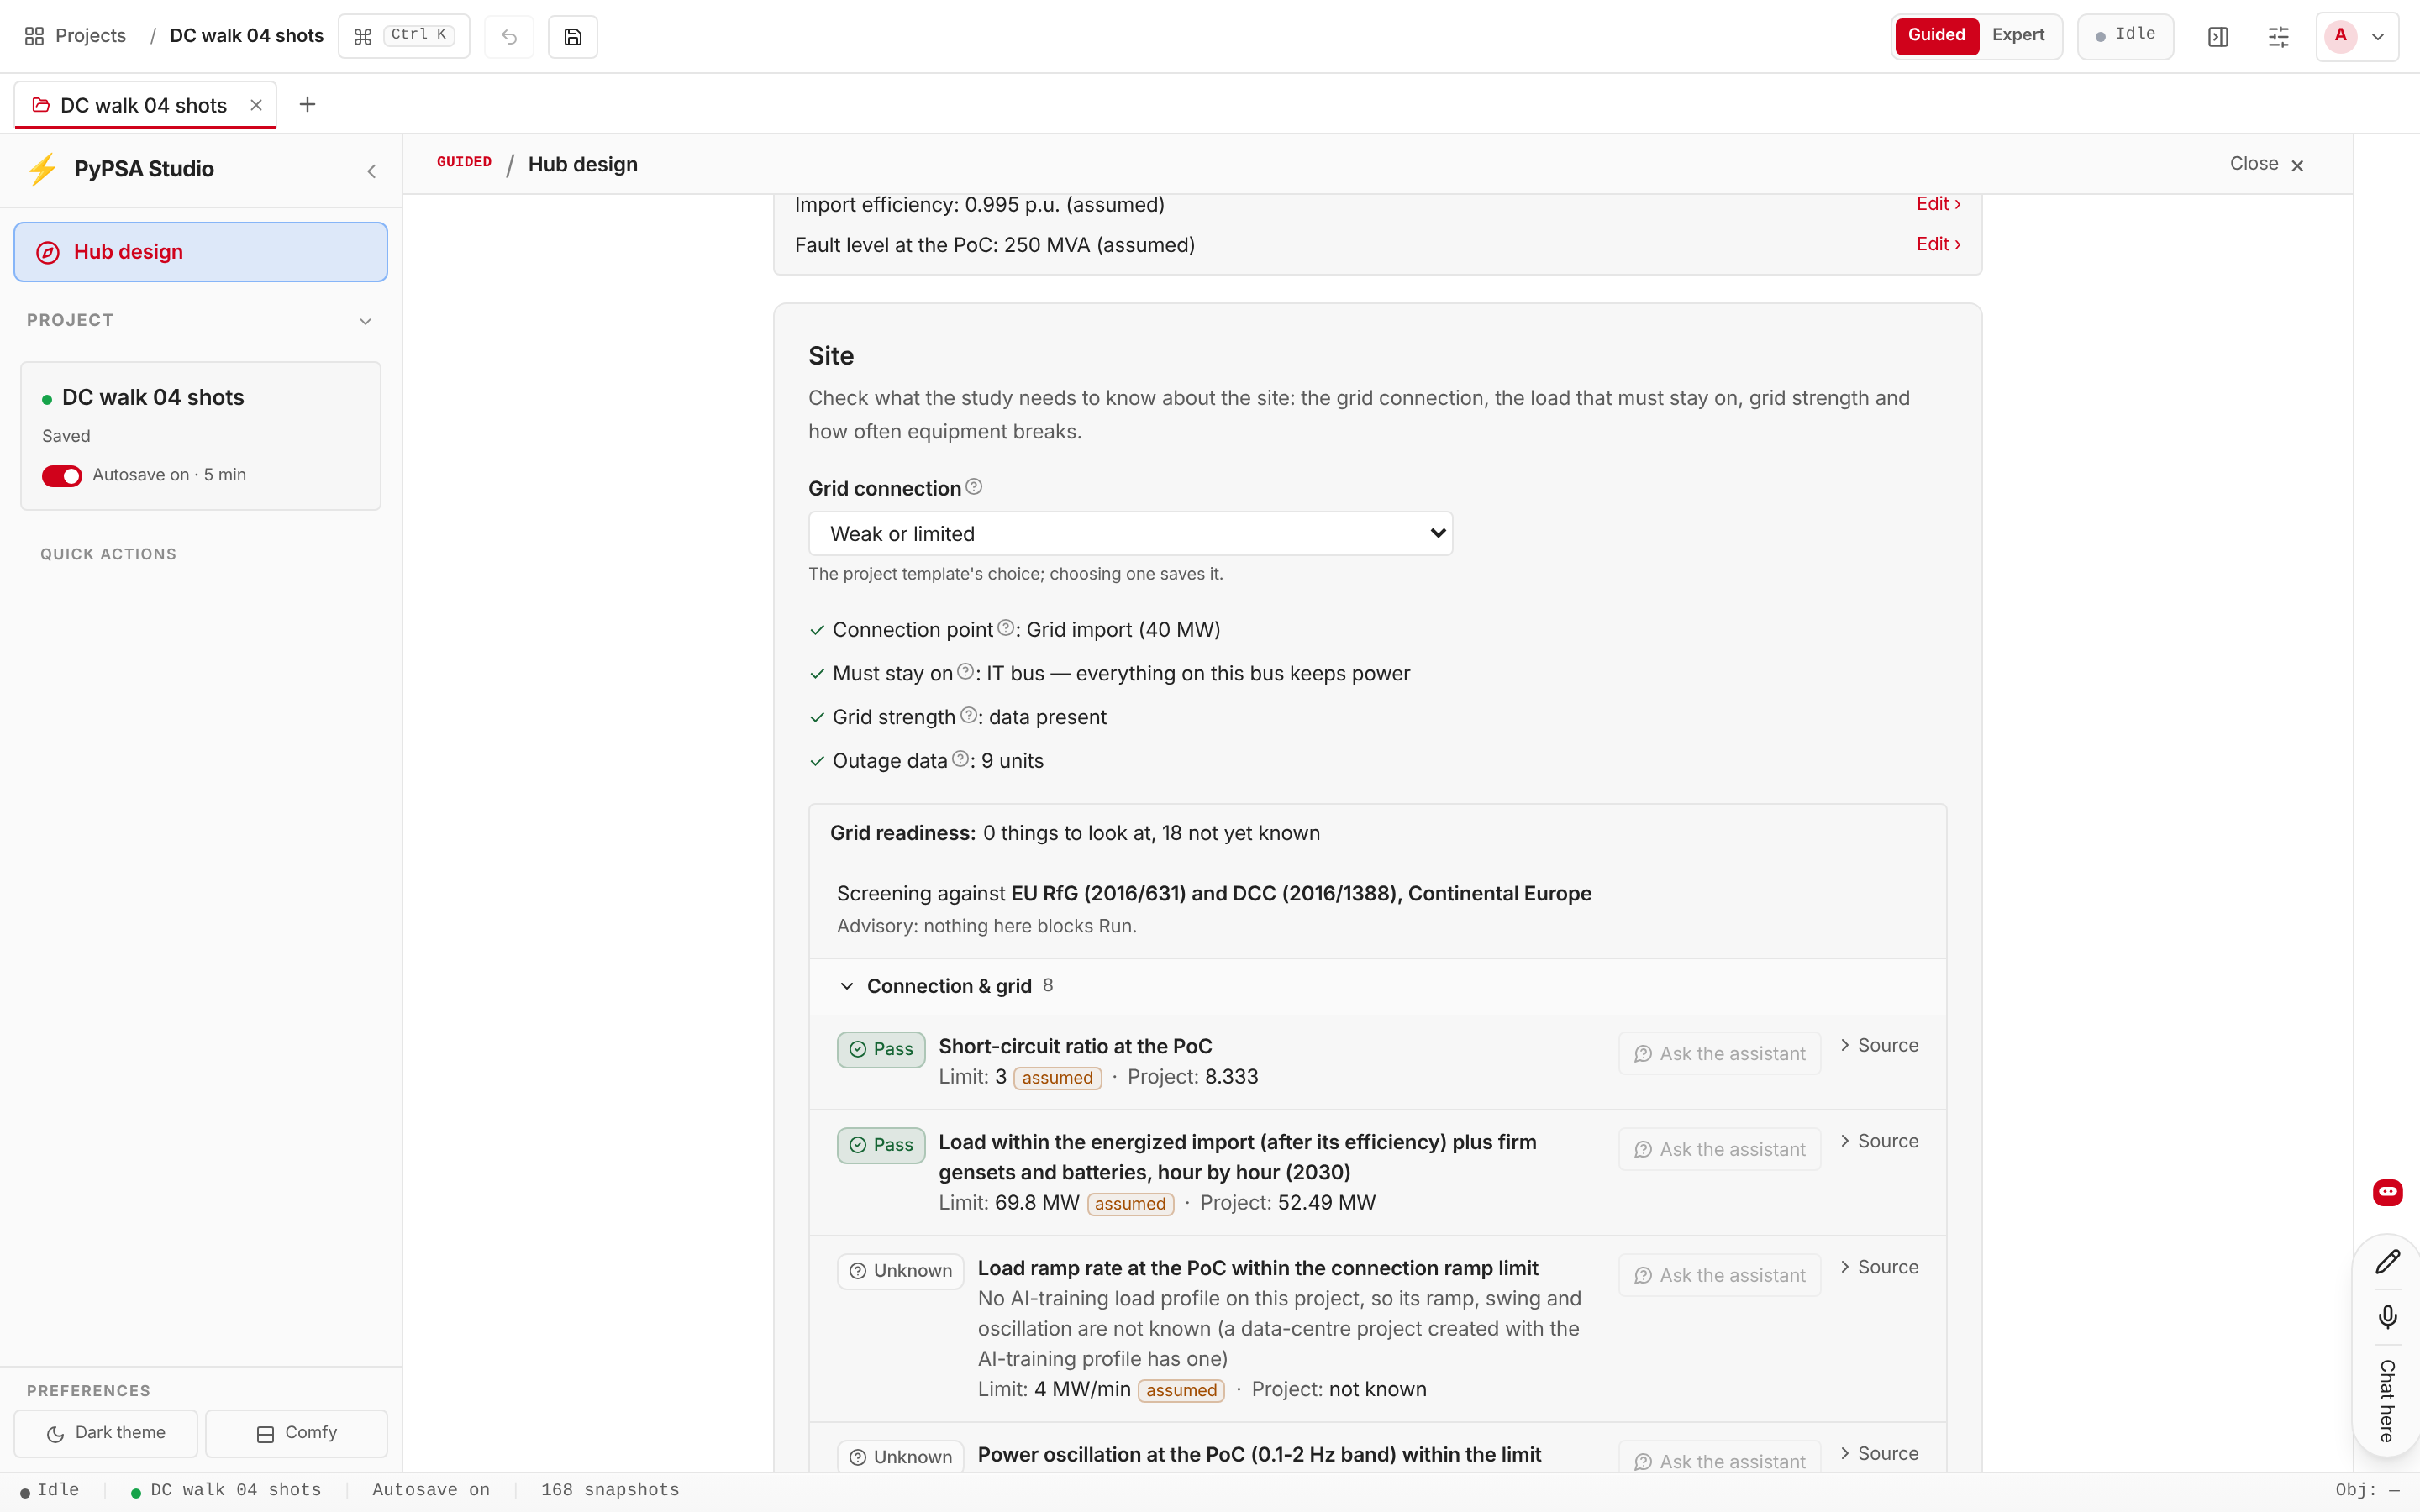 Projects / DC walk 04 shots
Ctrl K
Guided Expert
Idle
A
DC walk 04 shots
PyPSA Studio
GUIDED / Hub design
Close
Hub design
PROJECT
DC walk 04 shots
Saved
Autosave on · 5 min
QUICK ACTIONS
Import efficiency: 0.995 p.u. (assumed)
Edit ›
Fault level at the PoC: 250 MVA (assumed)
Edit ›
Site
Check what the study needs to know about the site: the grid connection, the load that must stay on, grid strength and
how often equipment breaks.
Grid connection
Weak or limited
The project template's choice; choosing one saves it.
Connection point: Grid import (40 MW)
Must stay on: IT bus — everything on this bus keeps power
Grid strength: data present
Outage data: 9 units
Grid readiness: 0 things to look at, 18 not yet known
Screening against EU RfG (2016/631) and DCC (2016/1388), Continental Europe
Advisory: nothing here blocks Run.
Connection & grid 8
Pass
Short-circuit ratio at the PoC
Limit: 3 assumed · Project: 8.333
Ask the assistant
Source
Pass
Load within the energized import (after its efficiency) plus firm
gensets and batteries, hour by hour (2030)
Limit: 69.8 MW assumed · Project: 52.49 MW
Ask the assistant
Source
Unknown
Load ramp rate at the PoC within the connection ramp limit
No AI-training load profile on this project, so its ramp, swing and
oscillation are not known (a data-centre project created with the
AI-training profile has one)
Limit: 4 MW/min assumed · Project: not known
Ask the assistant
Source
Unknown
Power oscillation at the PoC (0.1-2 Hz band) within the limit
Ask the assistant
Source
Chat here
PREFERENCES
Dark theme
Comfy
Idle
DC walk 04 shots
Autosave on
168 snapshots
Obj: —